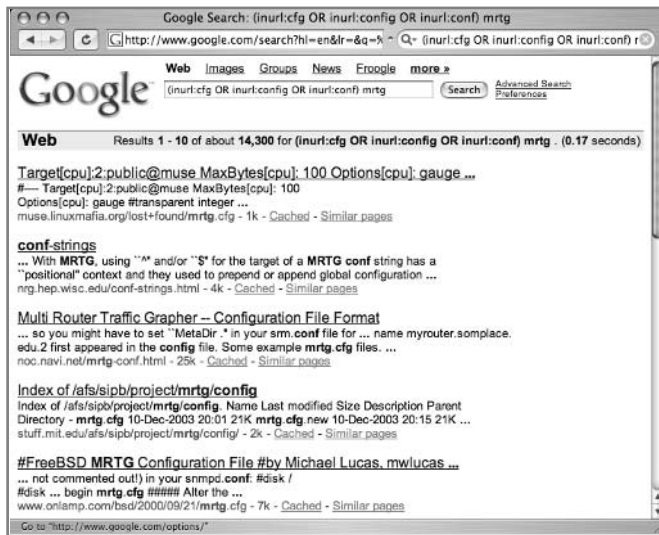 Google Search: (inurl:cfg OR inurl:config OR inurl:conf) mrtg
http://www.google.com/search?hl=en&lr=&q=% (inurl:cfg OR inurl:config OR inurl:conf) r
Web Images Groups News Froogle more »
Google (inurl:cfg OR inurl:config OR inurl:conf) mrtg Search Advanced Search
Preferences
Web Results 1 - 10 of about 14,300 for (inurl:cfg OR inurl:config OR inurl:conf) mrtg . (0.17 seconds)
Target[cpu]:2:public@muse MaxBytes[cpu]: 100 Options[cpu]: gauge ...
#---- Target[cpu]:2:public@muse MaxBytes[cpu]: 100
Options[cpu]: gauge #transparent integer ...
muse.linuxmafia.org/lost+found/mrtg.cfg - 1k - Cached - Similar pages
conf-strings
... With MRTG, using ``^'' and/or ``$'' for the target of a MRTG conf string has a
``positional'' context and they used to prepend or append global configuration ...
nrg.hep.wisc.edu/conf-strings.html - 4k - Cached - Similar pages
Multi Router Traffic Grapher -- Configuration File Format
... so you might have to set ``MetaDir .'' in your srm.conf file for ... name myrouter.somplace.
edu.2 first appeared in the config file. Some example mrtg.cfg files. ...
noc.navi.net/mrtg-conf.html - 25k - Cached - Similar pages
Index of /afs/sipb/project/mrtg/config
Index of /afs/sipb/project/mrtg/config. Name Last modified Size Description Parent
Directory - mrtg.cfg 10-Dec-2003 20:01 21K mrtg.cfg.new 10-Dec-2003 20:15 21K ...
stuff.mit.edu/afs/sipb/project/mrtg/config/ - 2k - Cached - Similar pages
#FreeBSD MRTG Configuration File #by Michael Lucas, mwlucas ...
... not commented out!) in your snmpd.conf: #disk /
#disk ... begin mrtg.cfg ##### Alter the ...
www.onlamp.com/bsd/2000/09/21/mrtg.cfg - 7k - Cached - Similar pages
Go to "http://www.google.com/options/"